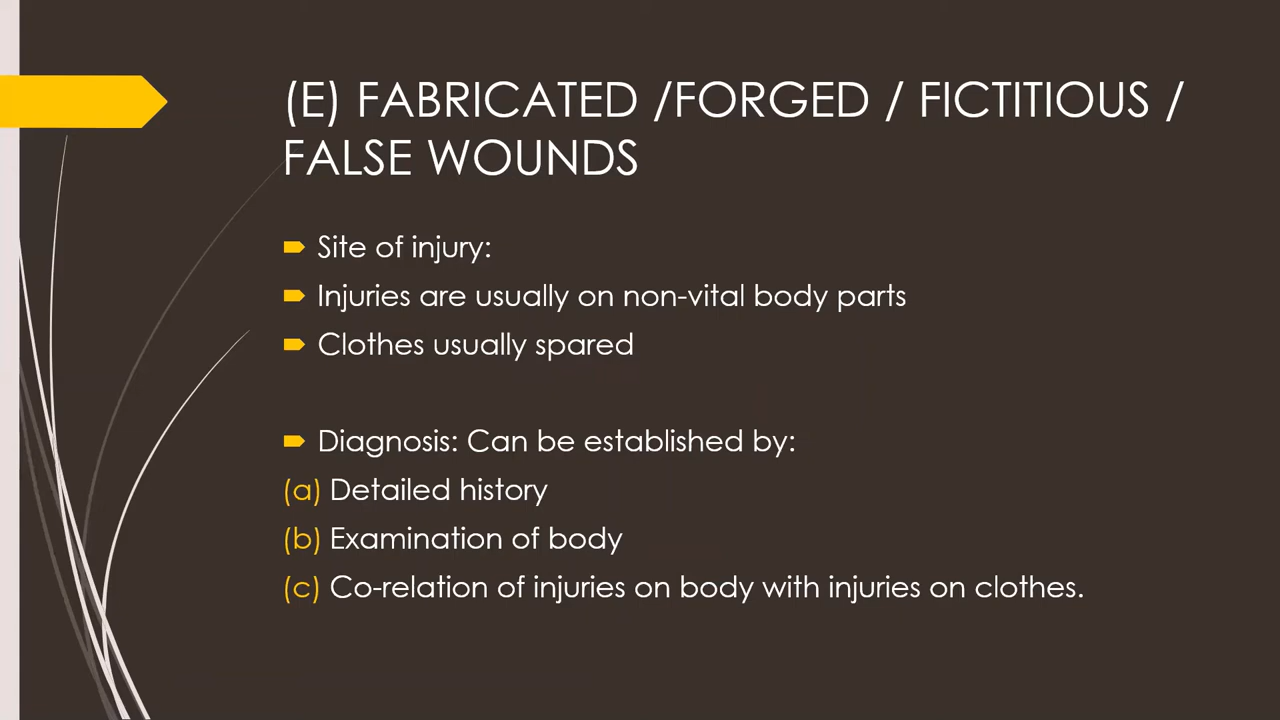 (E) FABRICATED /FORGED / FICTITIOUS /
FALSE WOUNDS
Site of injury:
Injuries are usually on non-vital body parts
Clothes usually spared
Diagnosis: Can be established by:
(a) Detailed history
(b) Examination of body
(c) Co-relation of injuries on body with injuries on clothes.